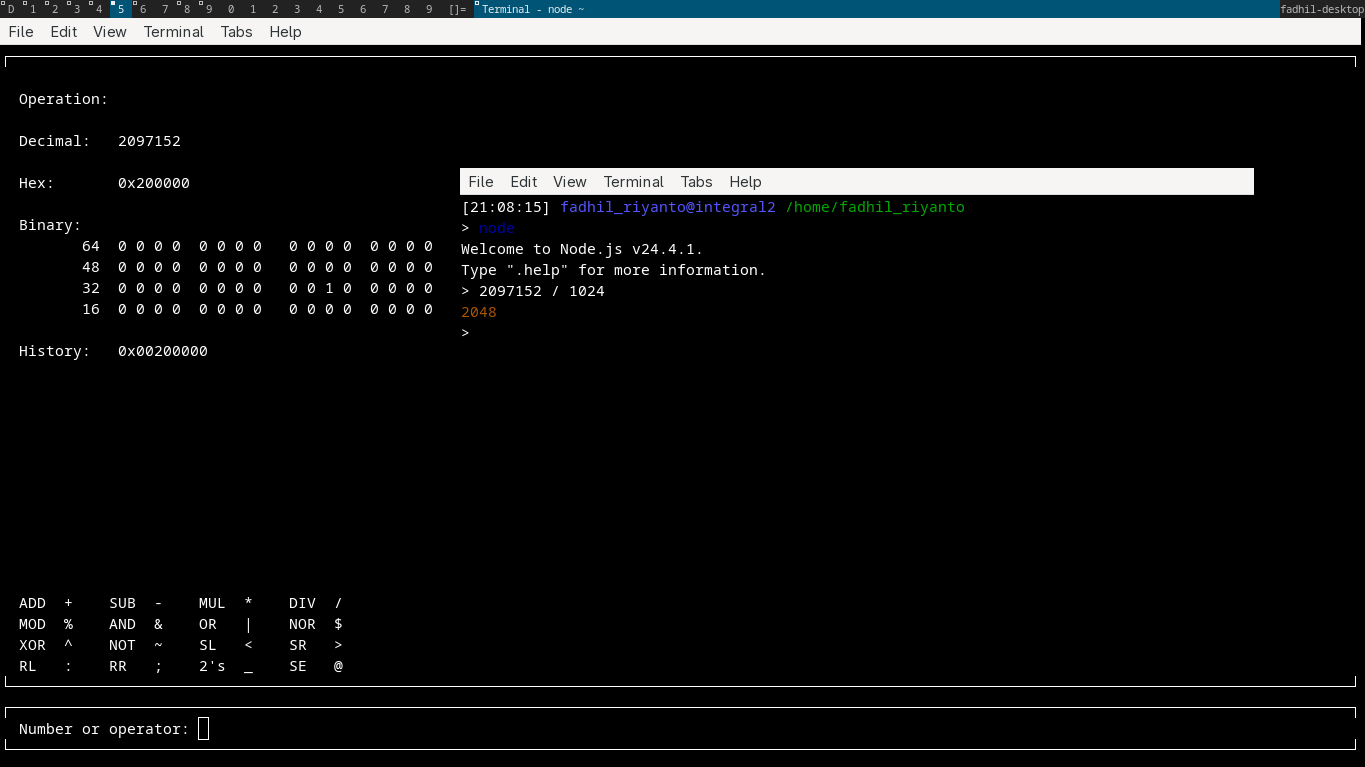 D 1 2 3 4 5 6 7 8 9 0 1 2 3 4 5 6 7 8 9 []= Terminal - node ~ fadhil-desktop
File Edit View Terminal Tabs Help
Operation:
Decimal: 2097152
Hex: 0x200000
Binary:
64 0 0 0 0 0 0 0 0 0 0 0 0 0 0 0 0
48 0 0 0 0 0 0 0 0 0 0 0 0 0 0 0 0
32 0 0 0 0 0 0 0 0 0 0 1 0 0 0 0 0
16 0 0 0 0 0 0 0 0 0 0 0 0 0 0 0 0
History: 0x00200000
File Edit View Terminal Tabs Help
[21:08:15] fadhil_riyanto@integral2 /home/fadhil_riyanto
> node
Welcome to Node.js v24.4.1.
Type ".help" for more information.
> 2097152 / 1024
2048
>
ADD + SUB - MUL * DIV /
MOD % AND & OR | NOR $
XOR ^ NOT ~ SL < SR >
RL : RR ; 2's _ SE @
Number or operator: